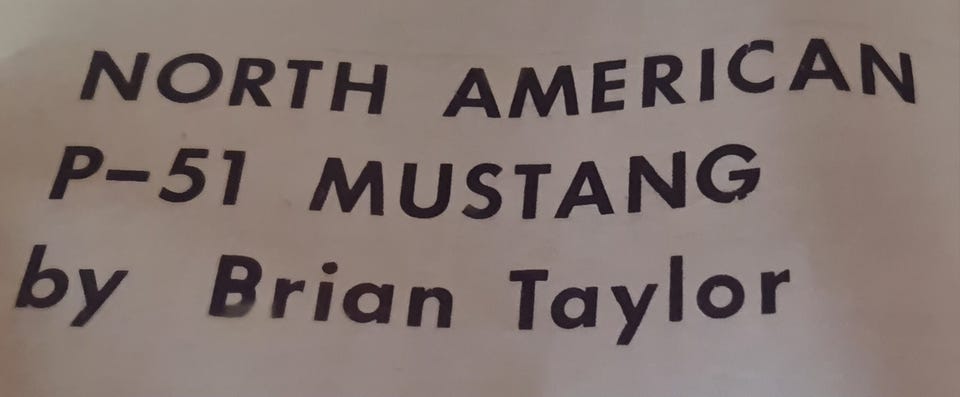 NORTH AMERICAN
P-51 MUSTANG
by Brian Taylor